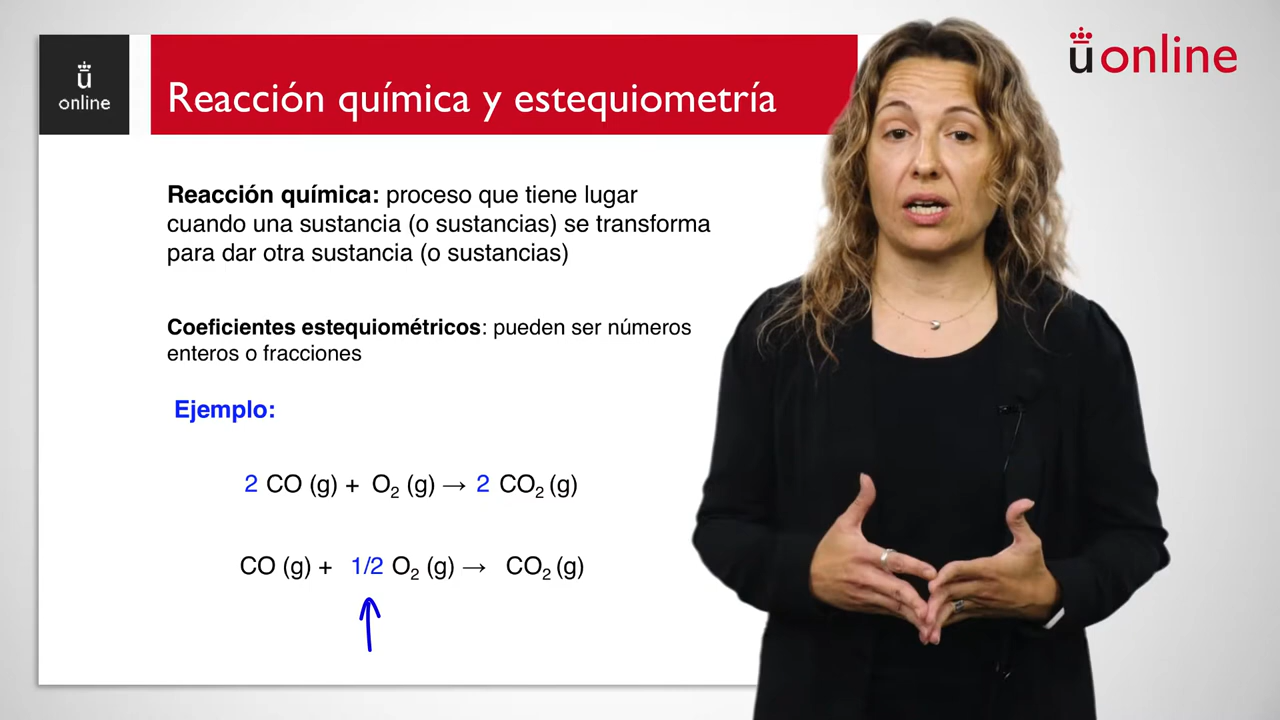 ü
online
Reacción química y estequiometría
ü online
Reacción química: proceso que tiene lugar
cuando una sustancia (o sustancias) se transforma
para dar otra sustancia (o sustancias)
Coeficientes estequiométricos: pueden ser números
enteros o fracciones
Ejemplo:
2 CO (g) + O₂ (g) → 2 CO₂ (g)
CO (g) + 1/2 O₂ (g) → CO₂ (g)